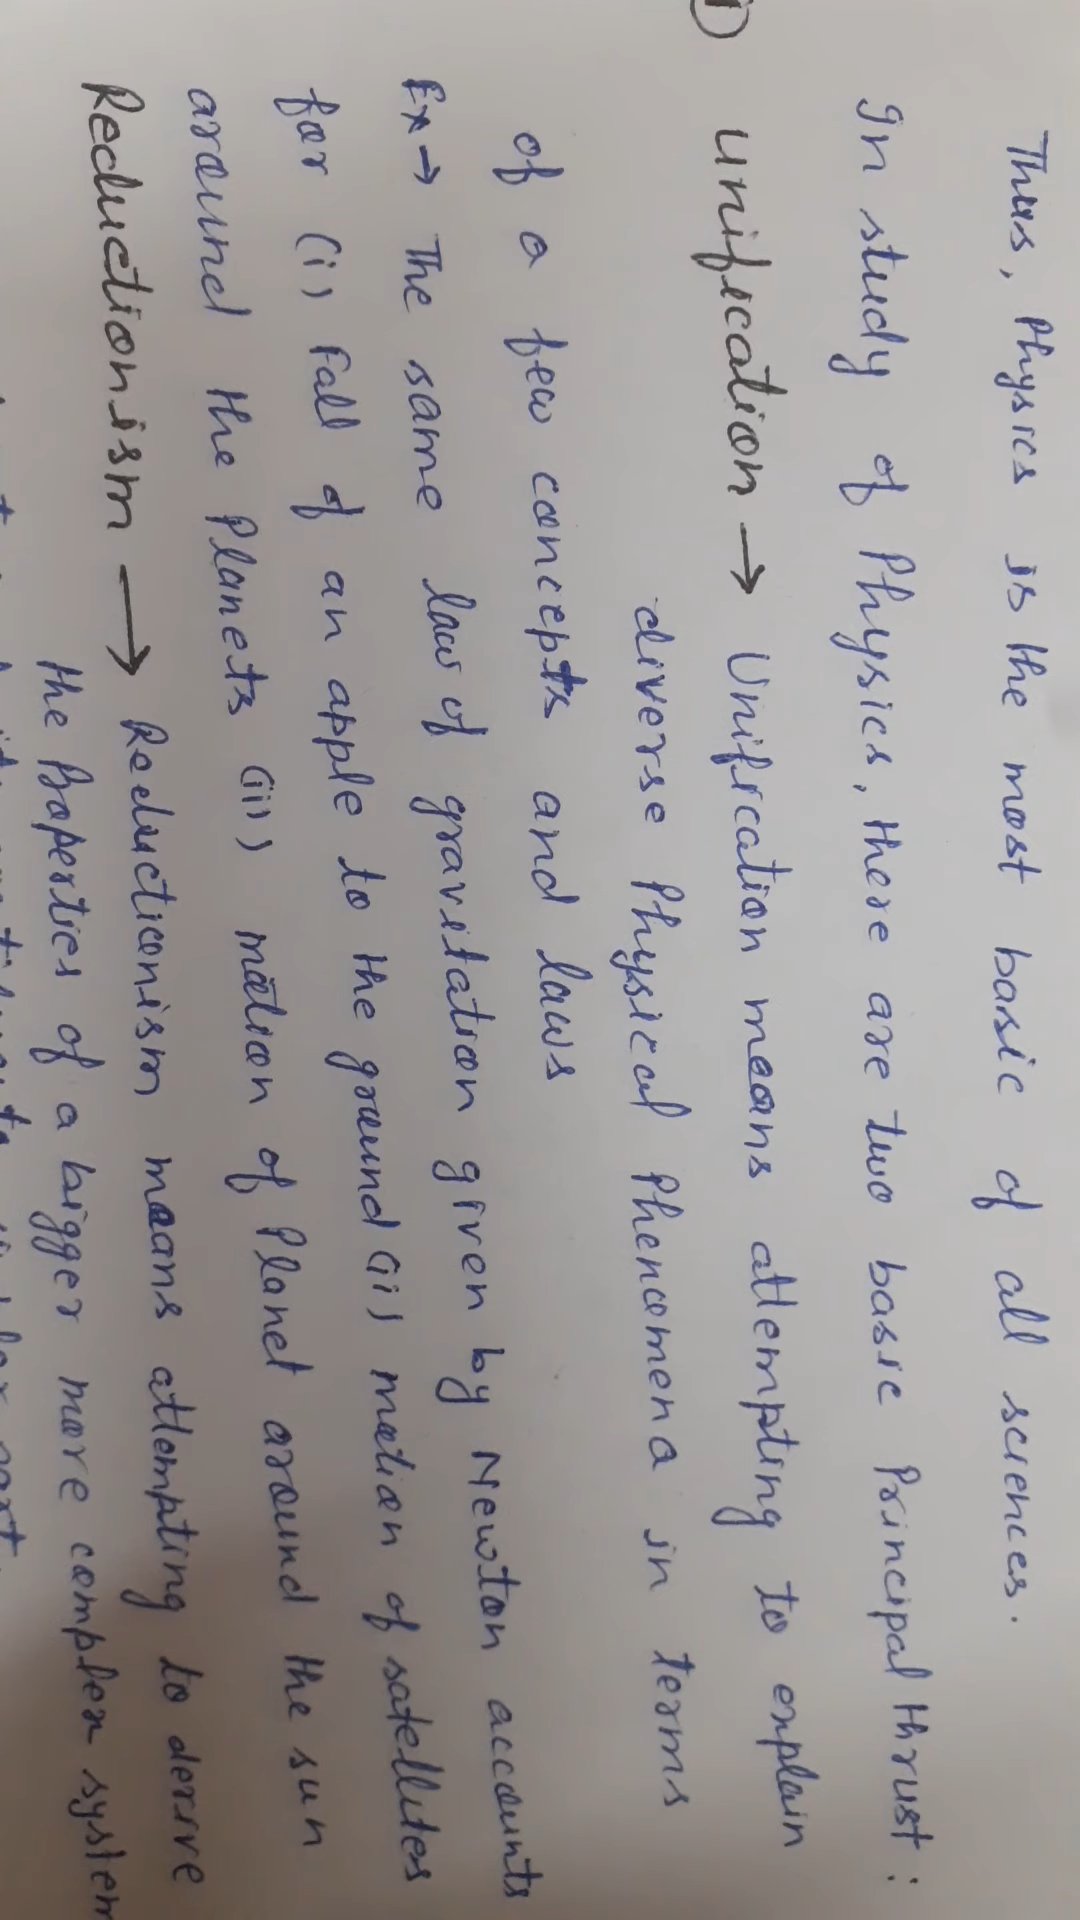 Thus, Physics is the most basic of all sciences.
In study of Physics, there are two basic Principal thrust :
i) Unification → Unification means attempting to explain
diverse Physical Phenomena in terms
of a few concepts and laws
Ex → The same law of gravitation given by Newton accounts
for (i) Fall of an apple to the ground (ii) motion of satellites
around the Planets (iii) motion of Planet around the sun
Reductionism → Reductionism means attempting to derive
the Properties of a bigger more complex system